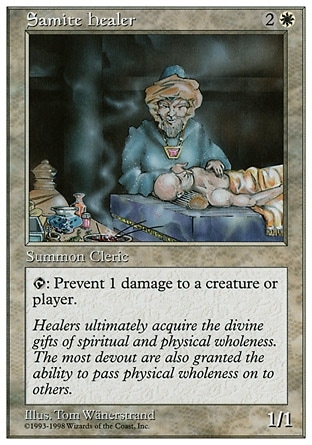 Samite healer 2
Summon Cleric
: Prevent 1 damage to a creature or
player.
Healers ultimately acquire the divine
gifts of spiritual and physical wholeness.
The most devout are also granted the
ability to pass physical wholeness on to
others.
Illus. Tom Wänerstrand
©1993-1998 Wizards of the Coast, Inc.
1/1